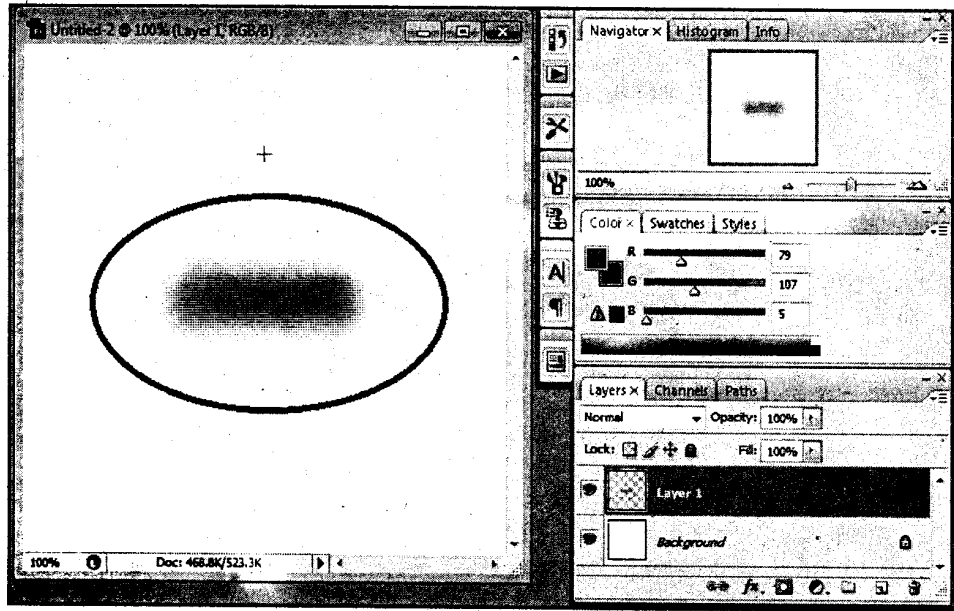 Untitled-2 @ 100% (Layer 1, RGB/8)
100%
Doc: 468.8K/523.3K
A
¶
Navigator × Histogram Info
100%
Color × Swatches Styles
R 79
G 107
B 5
Layers × Channels Paths
Normal Opacity: 100%
Lock: Fill: 100%
Layer 1
Background
fx.